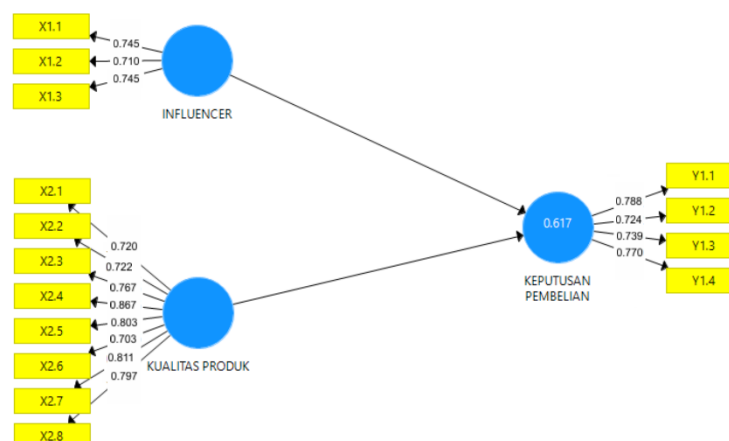 X1.1
0.745
X1.2
0.710
X1.3
0.745
INFLUENCER
X2.1
X2.2
X2.3
X2.4
X2.5
X2.6
X2.7
X2.8
0.720
0.722
0.767
0.867
0.803
0.703
0.811
0.797
KUALITAS PRODUK
0.617
KEPUTUSAN
PEMBELIAN
0.788
0.724
0.739
0.770
Y1.1
Y1.2
Y1.3
Y1.4